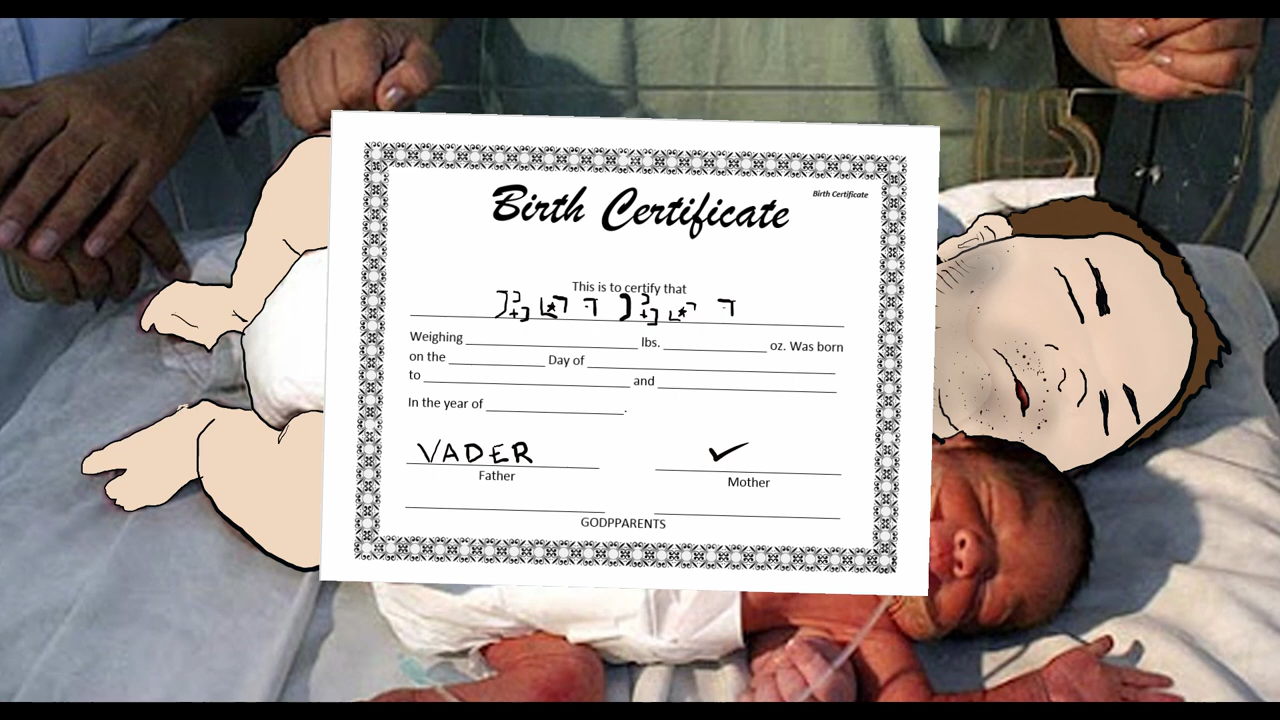 Birth Certificate
Birth Certificate
This is to certify that
Weighing lbs. oz. Was born
on the Day of
to and
In the year of .
VADER ✓
Father Mother
GODPPARENTS